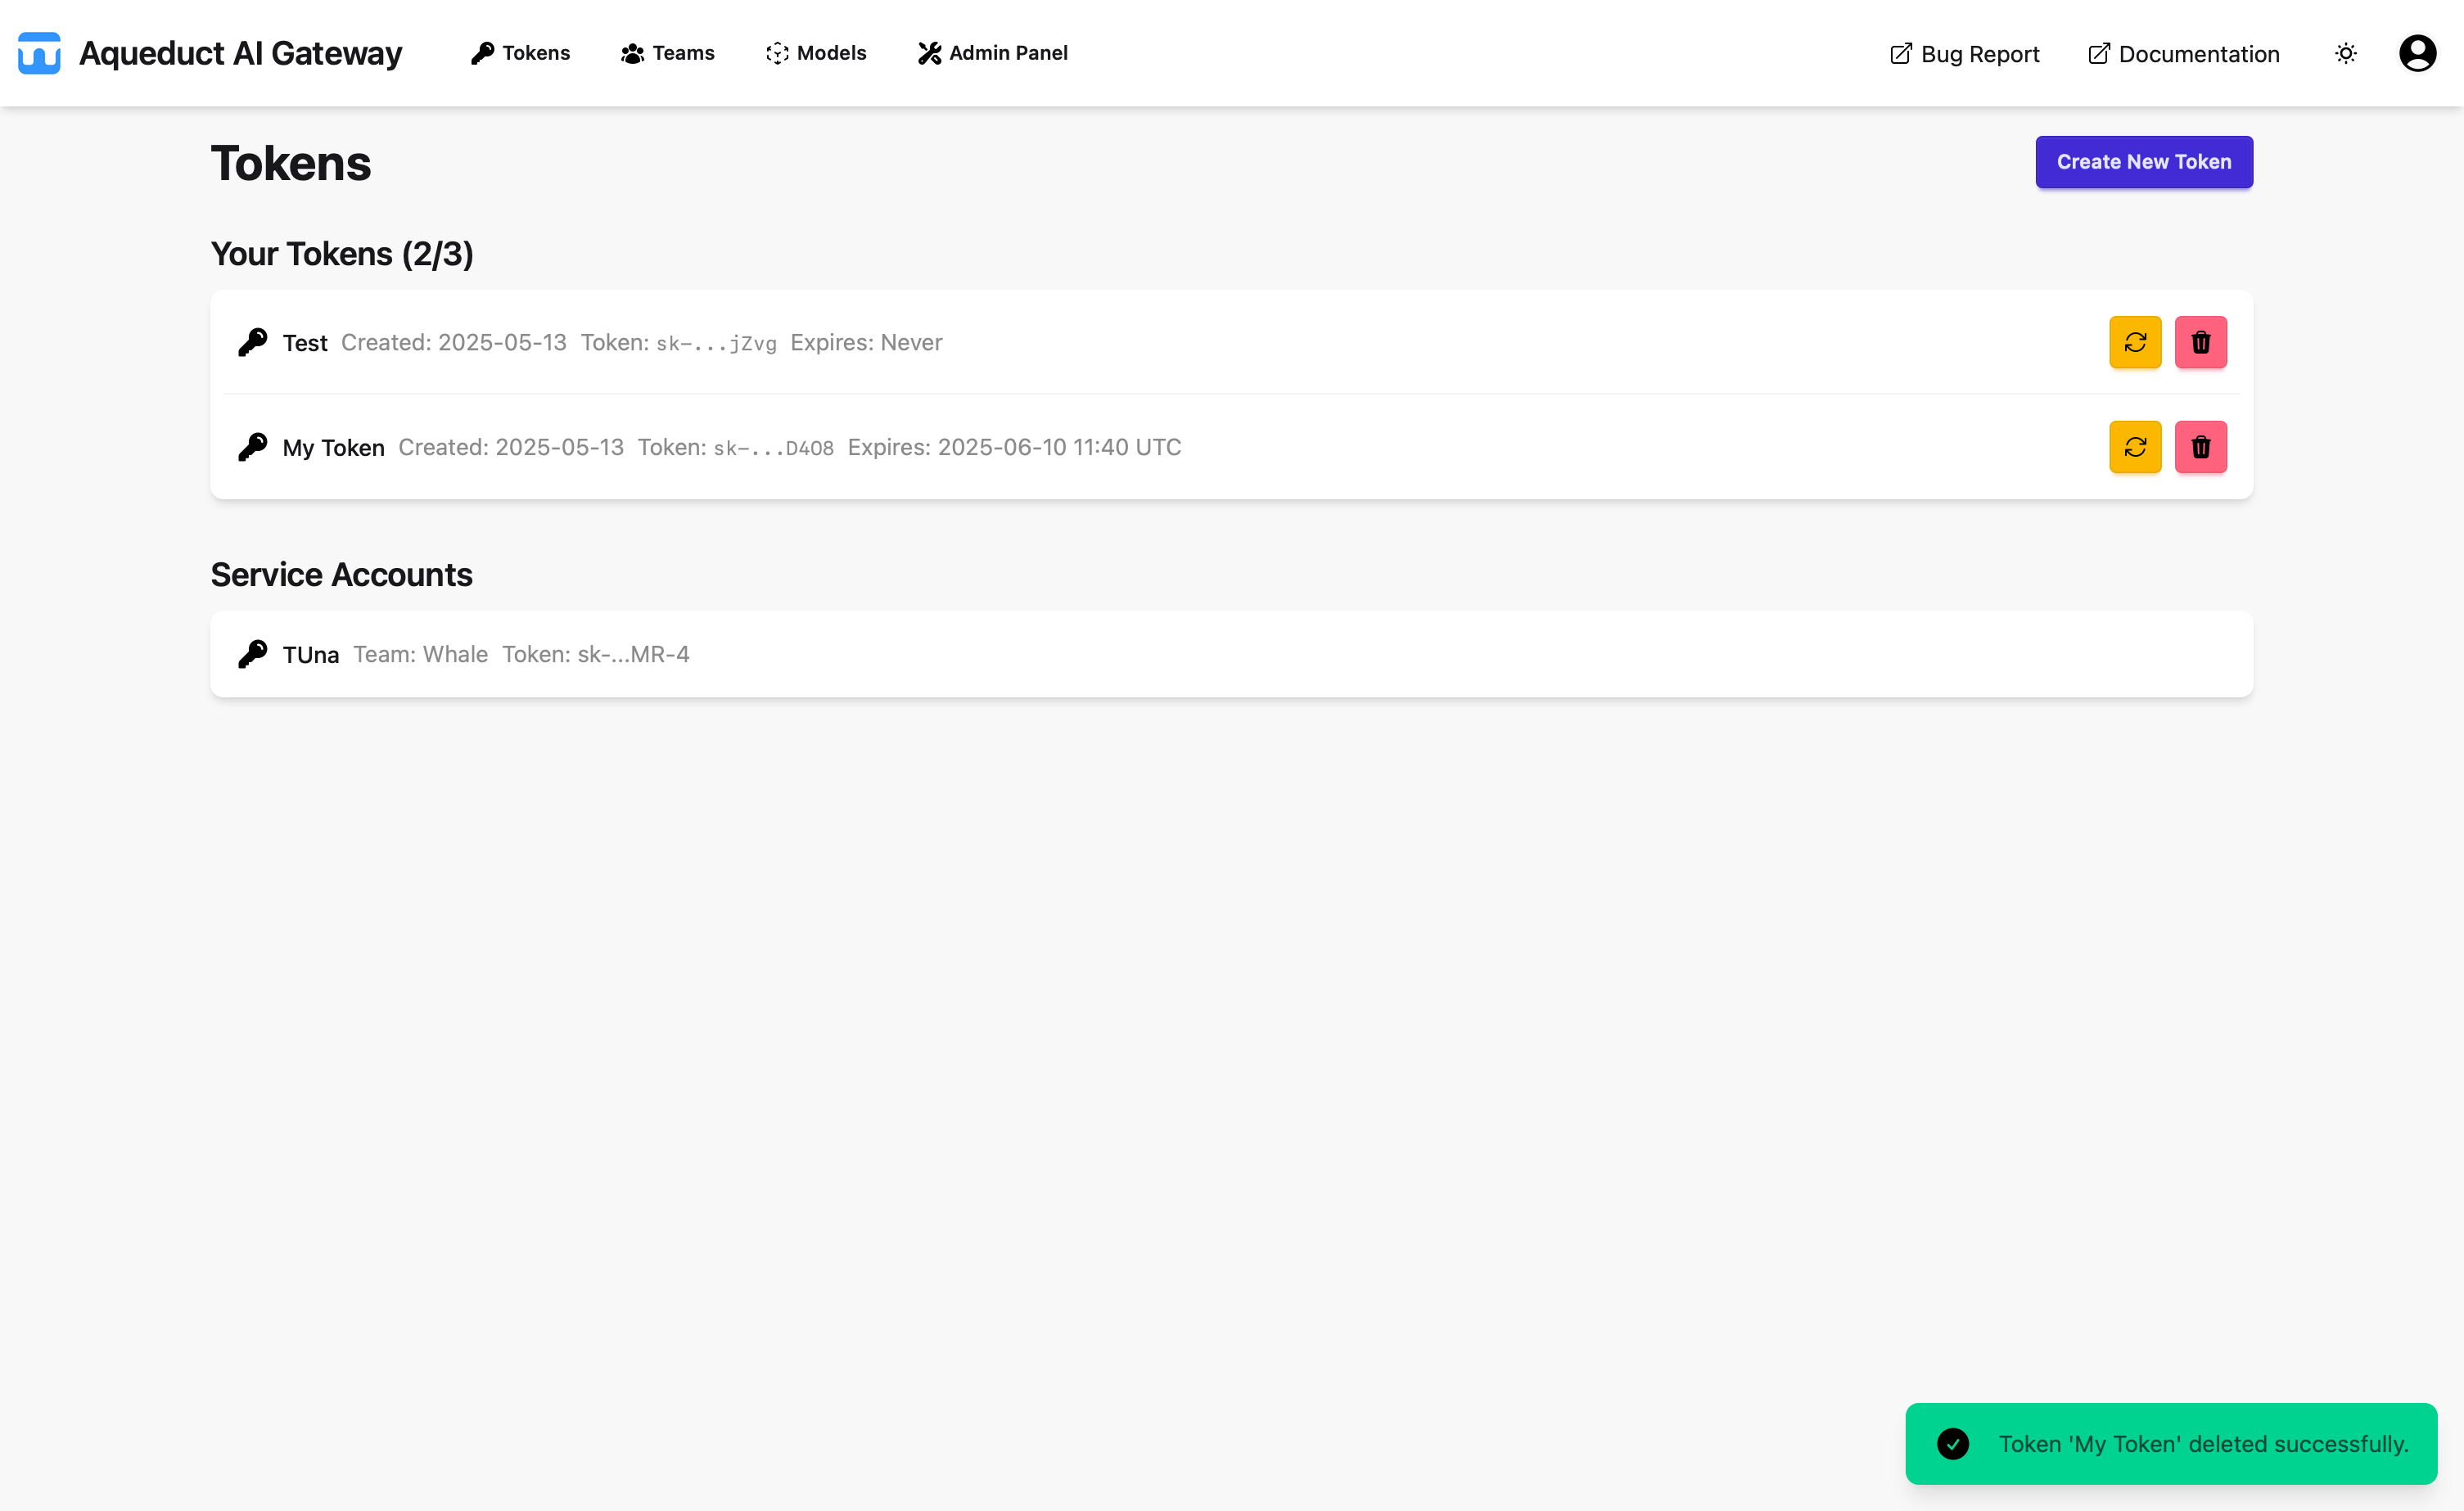 Aqueduct AI Gateway
Tokens
Teams
Models
Admin Panel
Bug Report
Documentation
Tokens
Create New Token
Your Tokens (2/3)
Test Created: 2025-05-13 Token: sk-...jZvg Expires: Never
My Token Created: 2025-05-13 Token: sk-...D4O8 Expires: 2025-06-10 11:40 UTC
Service Accounts
TUna Team: Whale Token: sk-...MR-4
Token 'My Token' deleted successfully.